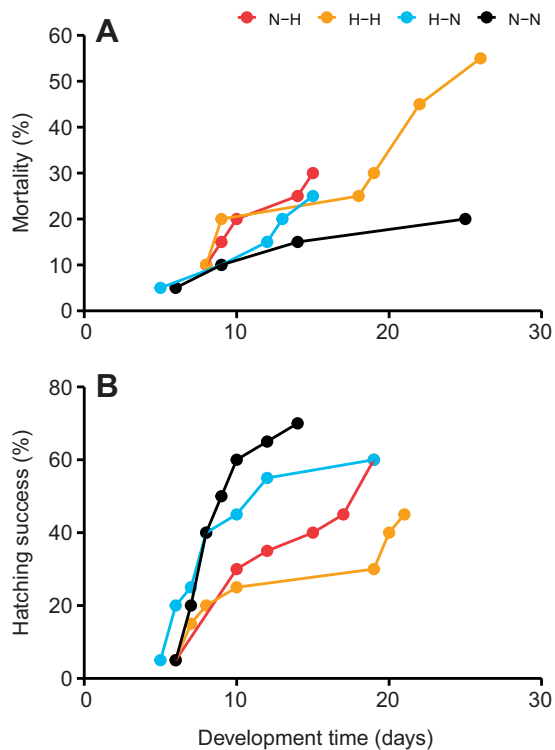 N–H H–H H–N N–N
A
Mortality (%)
60
50
40
30
20
10
0
0 10 20 30
B
Hatching success (%)
80
60
40
20
0
0 10 20 30
Development time (days)